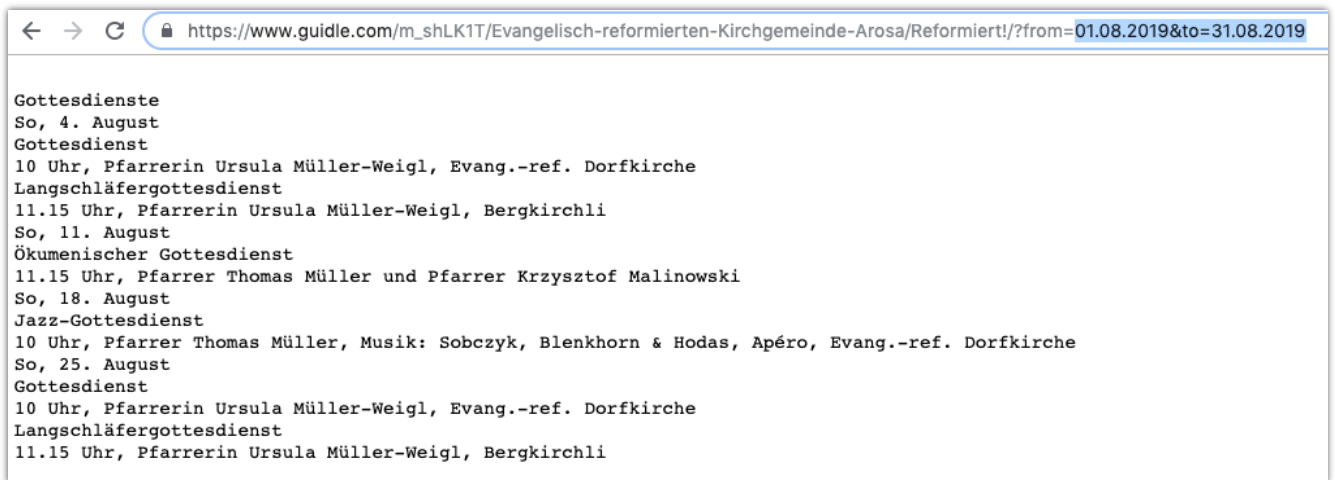 https://www.guidle.com/m_shLK1T/Evangelisch-reformierten-Kirchgemeinde-Arosa/Reformiert!/?from=01.08.2019&to=31.08.2019
Gottesdienste
So, 4. August
Gottesdienst
10 Uhr, Pfarrerin Ursula Müller-Weigl, Evang.-ref. Dorfkirche
Langschläfergottesdienst
11.15 Uhr, Pfarrerin Ursula Müller-Weigl, Bergkirchli
So, 11. August
Ökumenischer Gottesdienst
11.15 Uhr, Pfarrer Thomas Müller und Pfarrer Krzysztof Malinowski
So, 18. August
Jazz-Gottesdienst
10 Uhr, Pfarrer Thomas Müller, Musik: Sobczyk, Blenkhorn & Hodas, Apéro, Evang.-ref. Dorfkirche
So, 25. August
Gottesdienst
10 Uhr, Pfarrerin Ursula Müller-Weigl, Evang.-ref. Dorfkirche
Langschläfergottesdienst
11.15 Uhr, Pfarrerin Ursula Müller-Weigl, Bergkirchli